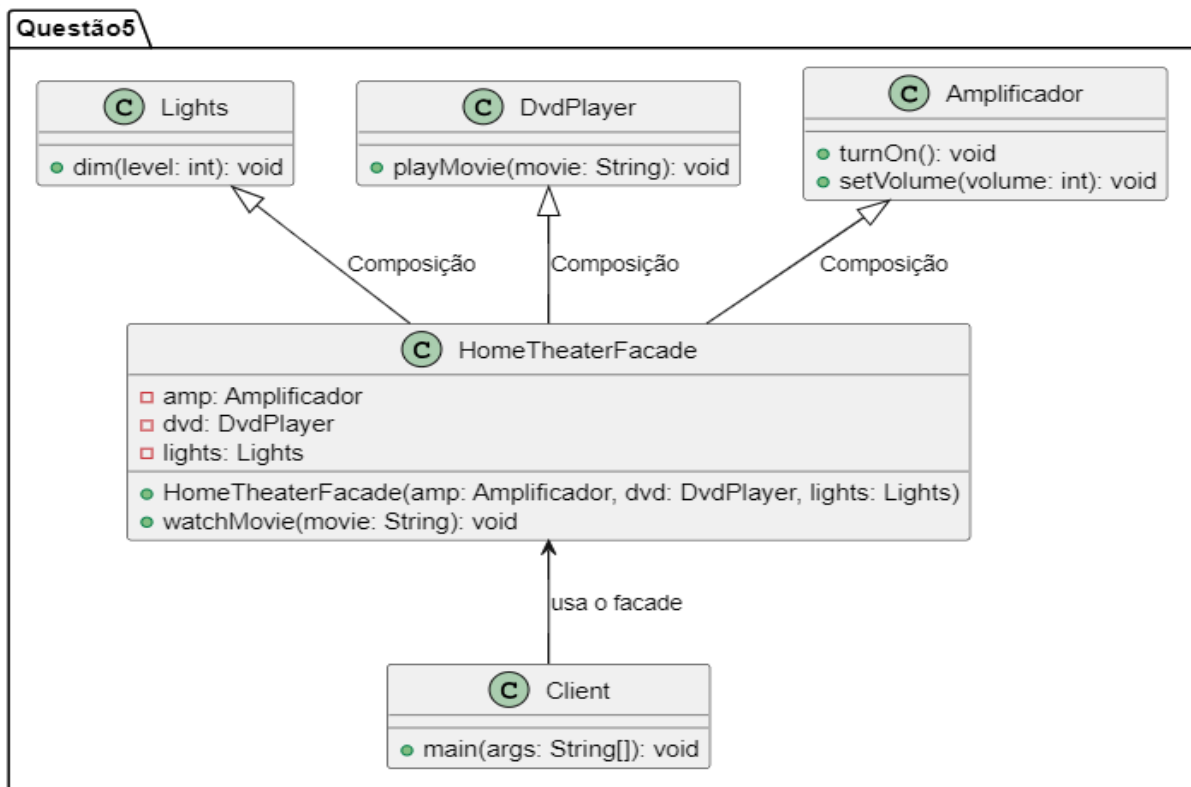 Questão5
C Lights
dim(level: int): void
C DvdPlayer
playMovie(movie: String): void
C Amplificador
turnOn(): void
setVolume(volume: int): void
Composição
Composição
Composição
C HomeTheaterFacade
amp: Amplificador
dvd: DvdPlayer
lights: Lights
HomeTheaterFacade(amp: Amplificador, dvd: DvdPlayer, lights: Lights)
watchMovie(movie: String): void
usa o facade
C Client
main(args: String[]): void